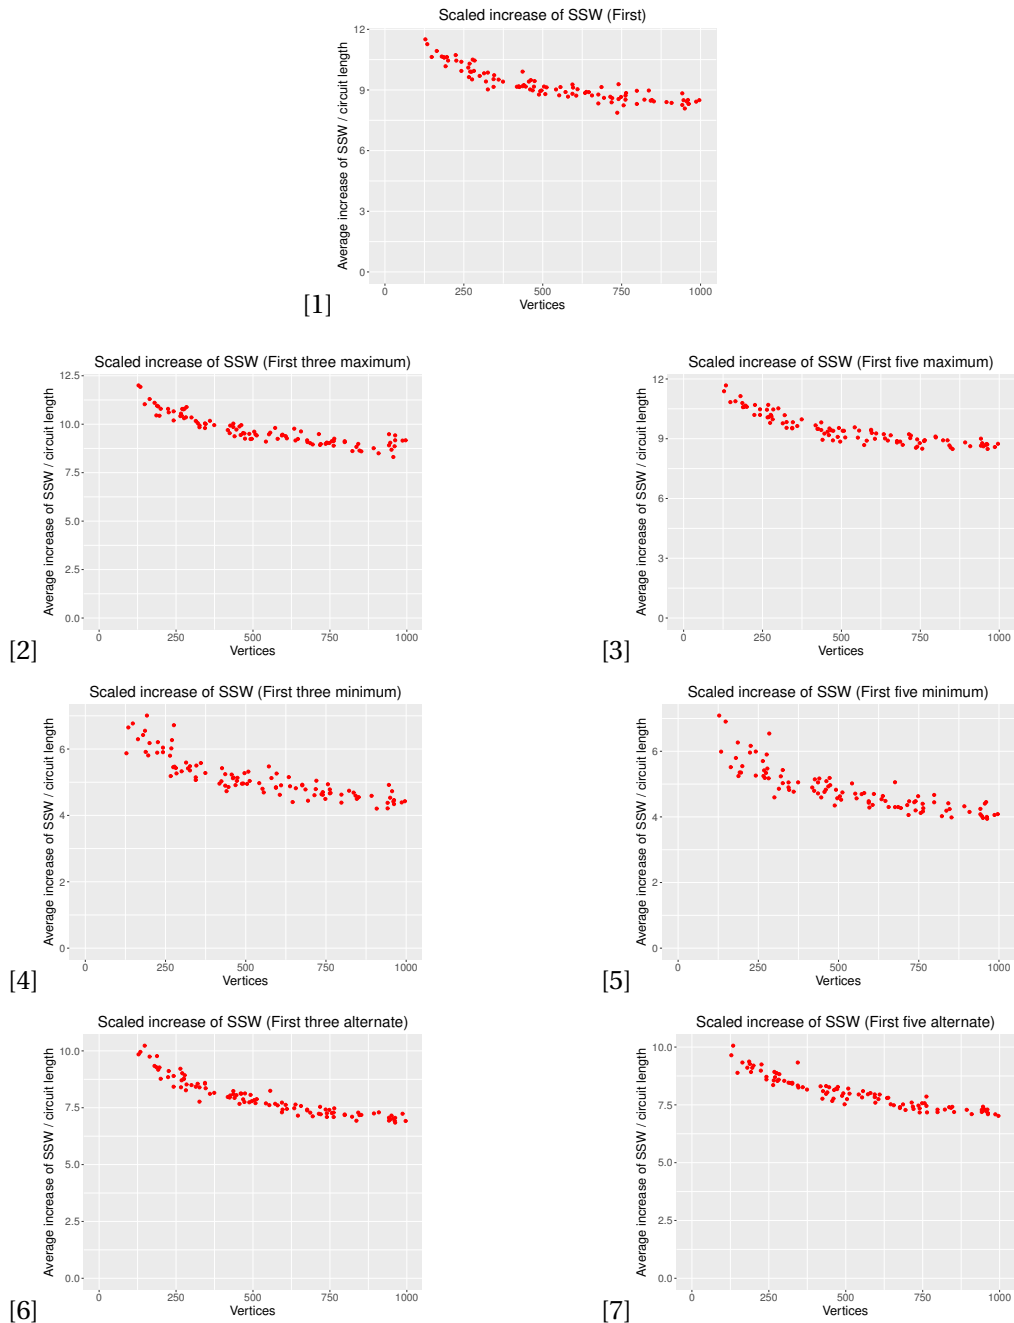 Scaled increase of SSW (First)
Average increase of SSW / circuit length
12
9
6
3
0
0 250 500 750 1000
Vertices
[1]
Scaled increase of SSW (First three maximum)
Average increase of SSW / circuit length
12.5
10.0
7.5
5.0
2.5
0.0
0 250 500 750 1000
Vertices
[2]
Scaled increase of SSW (First five maximum)
Average increase of SSW / circuit length
12
9
6
3
0
0 250 500 750 1000
Vertices
[3]
Scaled increase of SSW (First three minimum)
Average increase of SSW / circuit length
6
4
2
0
0 250 500 750 1000
Vertices
[4]
Scaled increase of SSW (First five minimum)
Average increase of SSW / circuit length
6
4
2
0
0 250 500 750 1000
Vertices
[5]
Scaled increase of SSW (First three alternate)
Average increase of SSW / circuit length
10.0
7.5
5.0
2.5
0.0
0 250 500 750 1000
Vertices
[6]
Scaled increase of SSW (First five alternate)
Average increase of SSW / circuit length
10.0
7.5
5.0
2.5
0.0
0 250 500 750 1000
Vertices
[7]